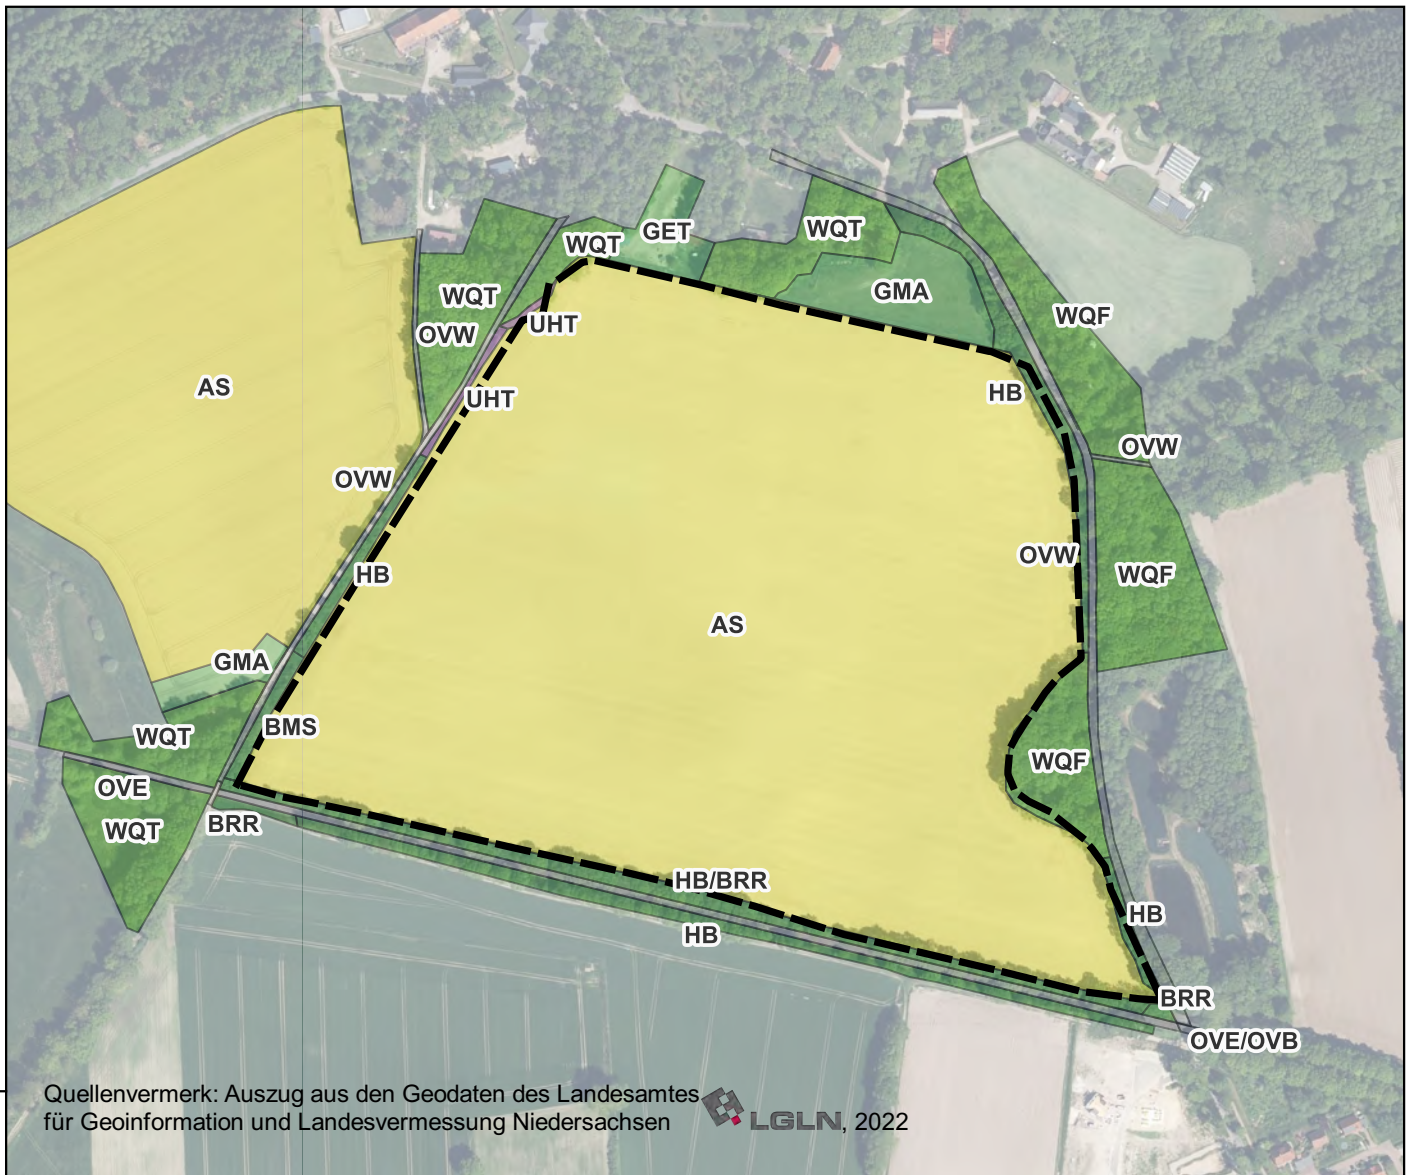 GET
WQT
WQT
GMA
WQT
WQF
UHT
OVW
AS
HB
UHT
OVW
OVW
OVW
HB
WQF
AS
GMA
BMS
WQT
WQF
OVE
BRR
WQT
HB/BRR
HB
HB
BRR
OVE/OVB
Quellenvermerk: Auszug aus den Geodaten des Landesamtes
für Geoinformation und Landesvermessung Niedersachsen LGLN, 2022